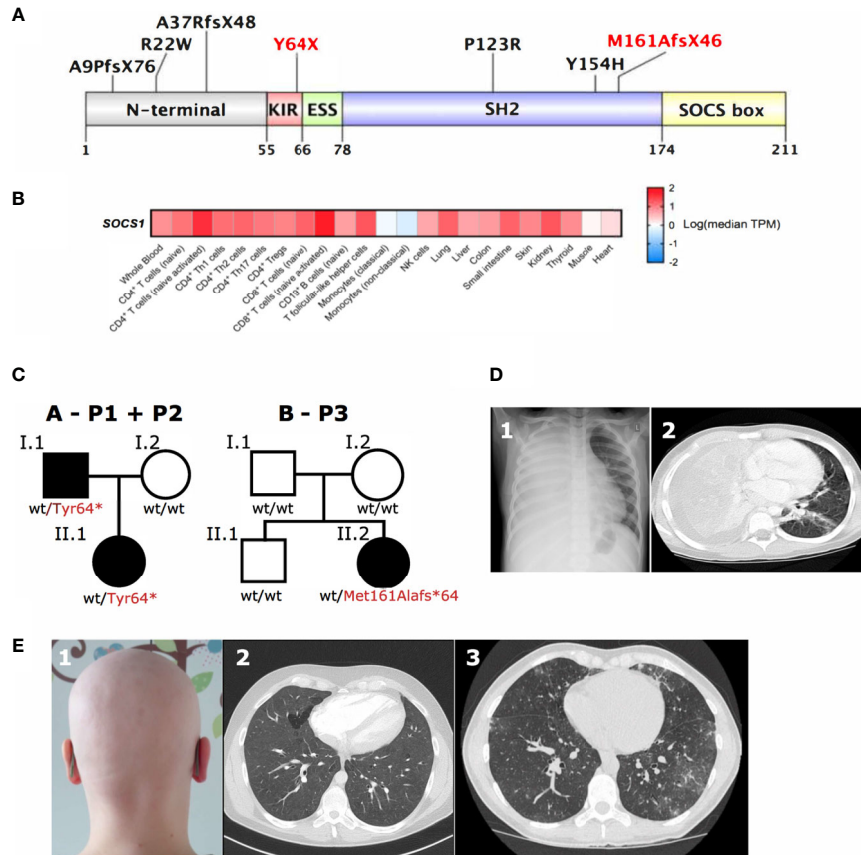 A
A37RfsX48
R22W
A9PfsX76
Y64X
P123R
M161AfsX46
Y154H
N-terminal
KIR
ESS
SH2
SOCS box
1
55
66
78
174
211
B
SOCS1
2
1
0
-1
-2
Log(median TPM)
Whole Blood
CD4+ T cells (naive)
CD4+ T cells (naive activated)
CD4+ Th1 cells
CD4+ Th2 cells
CD4+ Th17 cells
CD4+ Tregs
CD8+ T cells (naive)
CD8+ T cells (naive activated)
CD19+ B cells (naive)
T follicular-like helper cells
Monocytes (classical)
Monocytes (non-classical)
NK cells
Lung
Liver
Colon
Small intestine
Skin
Kidney
Thyroid
Muscle
Heart
C
A - P1 + P2
I.1
I.2
wt/Tyr64*
wt/wt
II.1
wt/Tyr64*
B - P3
I.1
I.2
wt/wt
wt/wt
II.1
II.2
wt/wt
wt/Met161Alafs*64
D
1
L
2
E
1
2
3